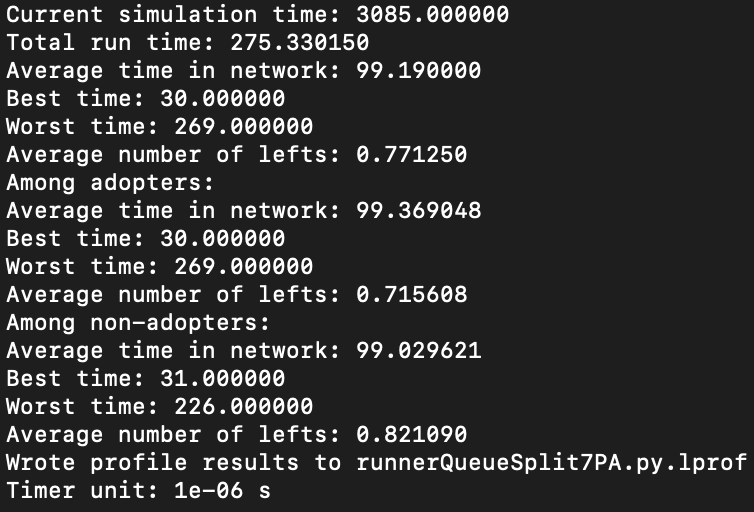 Current simulation time: 3085.000000
Total run time: 275.330150
Average time in network: 99.190000
Best time: 30.000000
Worst time: 269.000000
Average number of lefts: 0.771250
Among adopters:
Average time in network: 99.369048
Best time: 30.000000
Worst time: 269.000000
Average number of lefts: 0.715608
Among non-adopters:
Average time in network: 99.029621
Best time: 31.000000
Worst time: 226.000000
Average number of lefts: 0.821090
Wrote profile results to runnerQueueSplit7PA.py.lprof
Timer unit: 1e-06 s